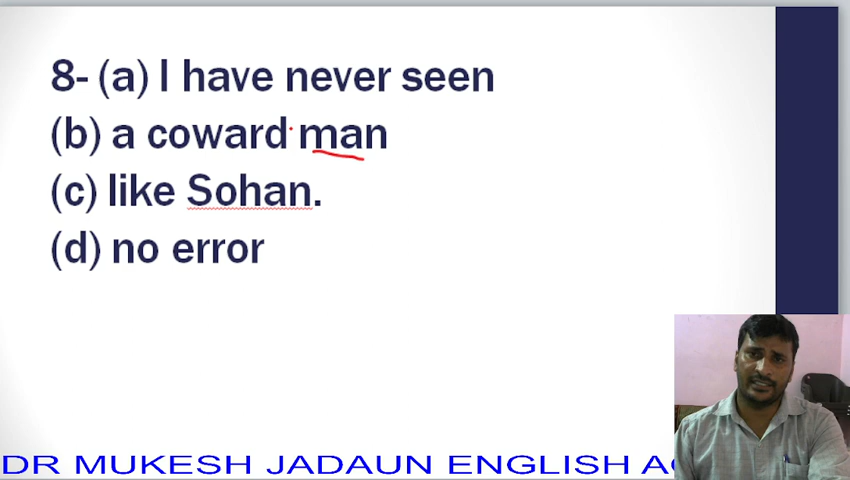 8- (a) I have never seen
(b) a coward man
(c) like Sohan.
(d) no error
DR MUKESH JADAUN ENGLISH